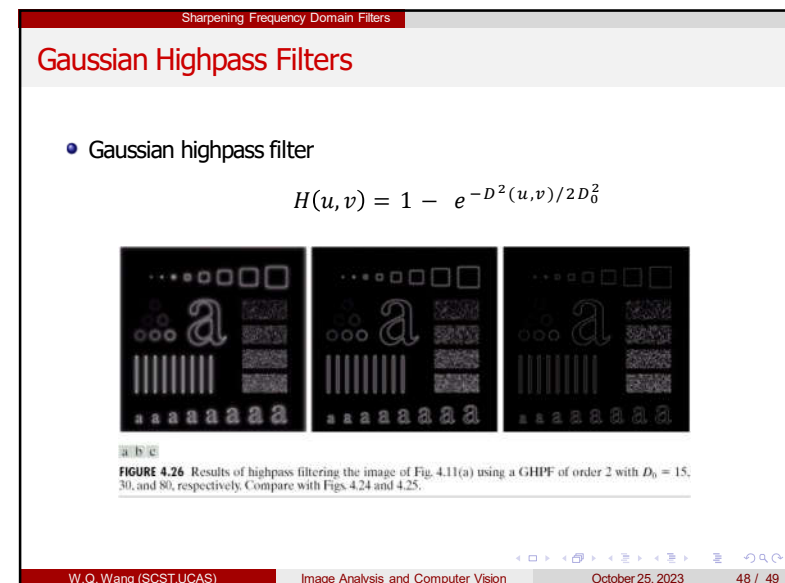 Sharpening Frequency Domain Filters
Gaussian Highpass Filters
Gaussian highpass filter
H(u, v) = 1 − e^{−D²(u,v)/2D₀²}
a
a a a a a a a a
a
a a a a a a a a
a
a a a a a a a a
a b c
FIGURE 4.26 Results of highpass filtering the image of Fig. 4.11(a) using a GHPF of order 2 with D₀ = 15,
30, and 80, respectively. Compare with Figs. 4.24 and 4.25.
W.Q. Wang (SCST,UCAS) Image Analysis and Computer Vision October 25, 2023 48 / 49